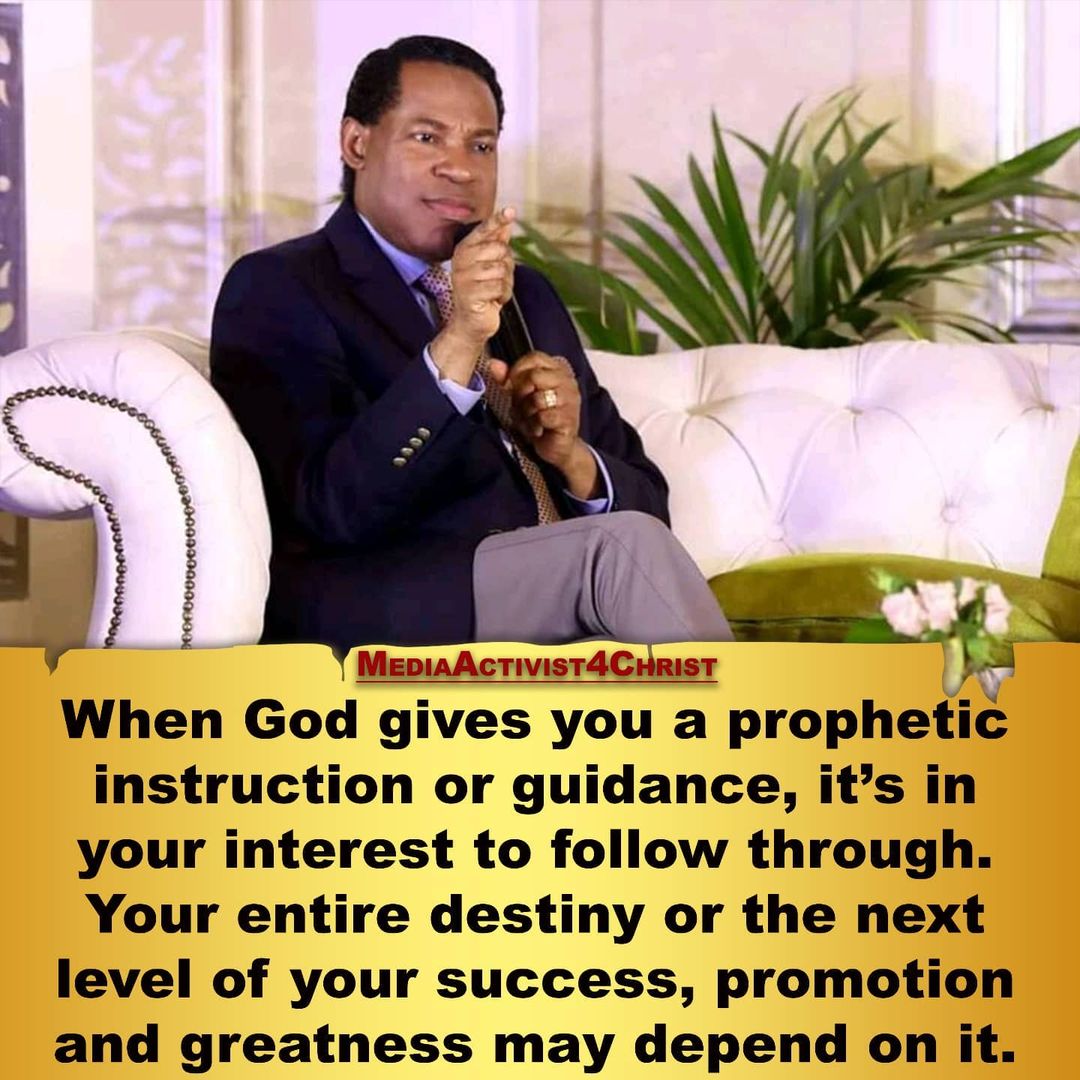 MediaActivist4Christ
When God gives you a prophetic
instruction or guidance, it’s in
your interest to follow through.
Your entire destiny or the next
level of your success, promotion
and greatness may depend on it.